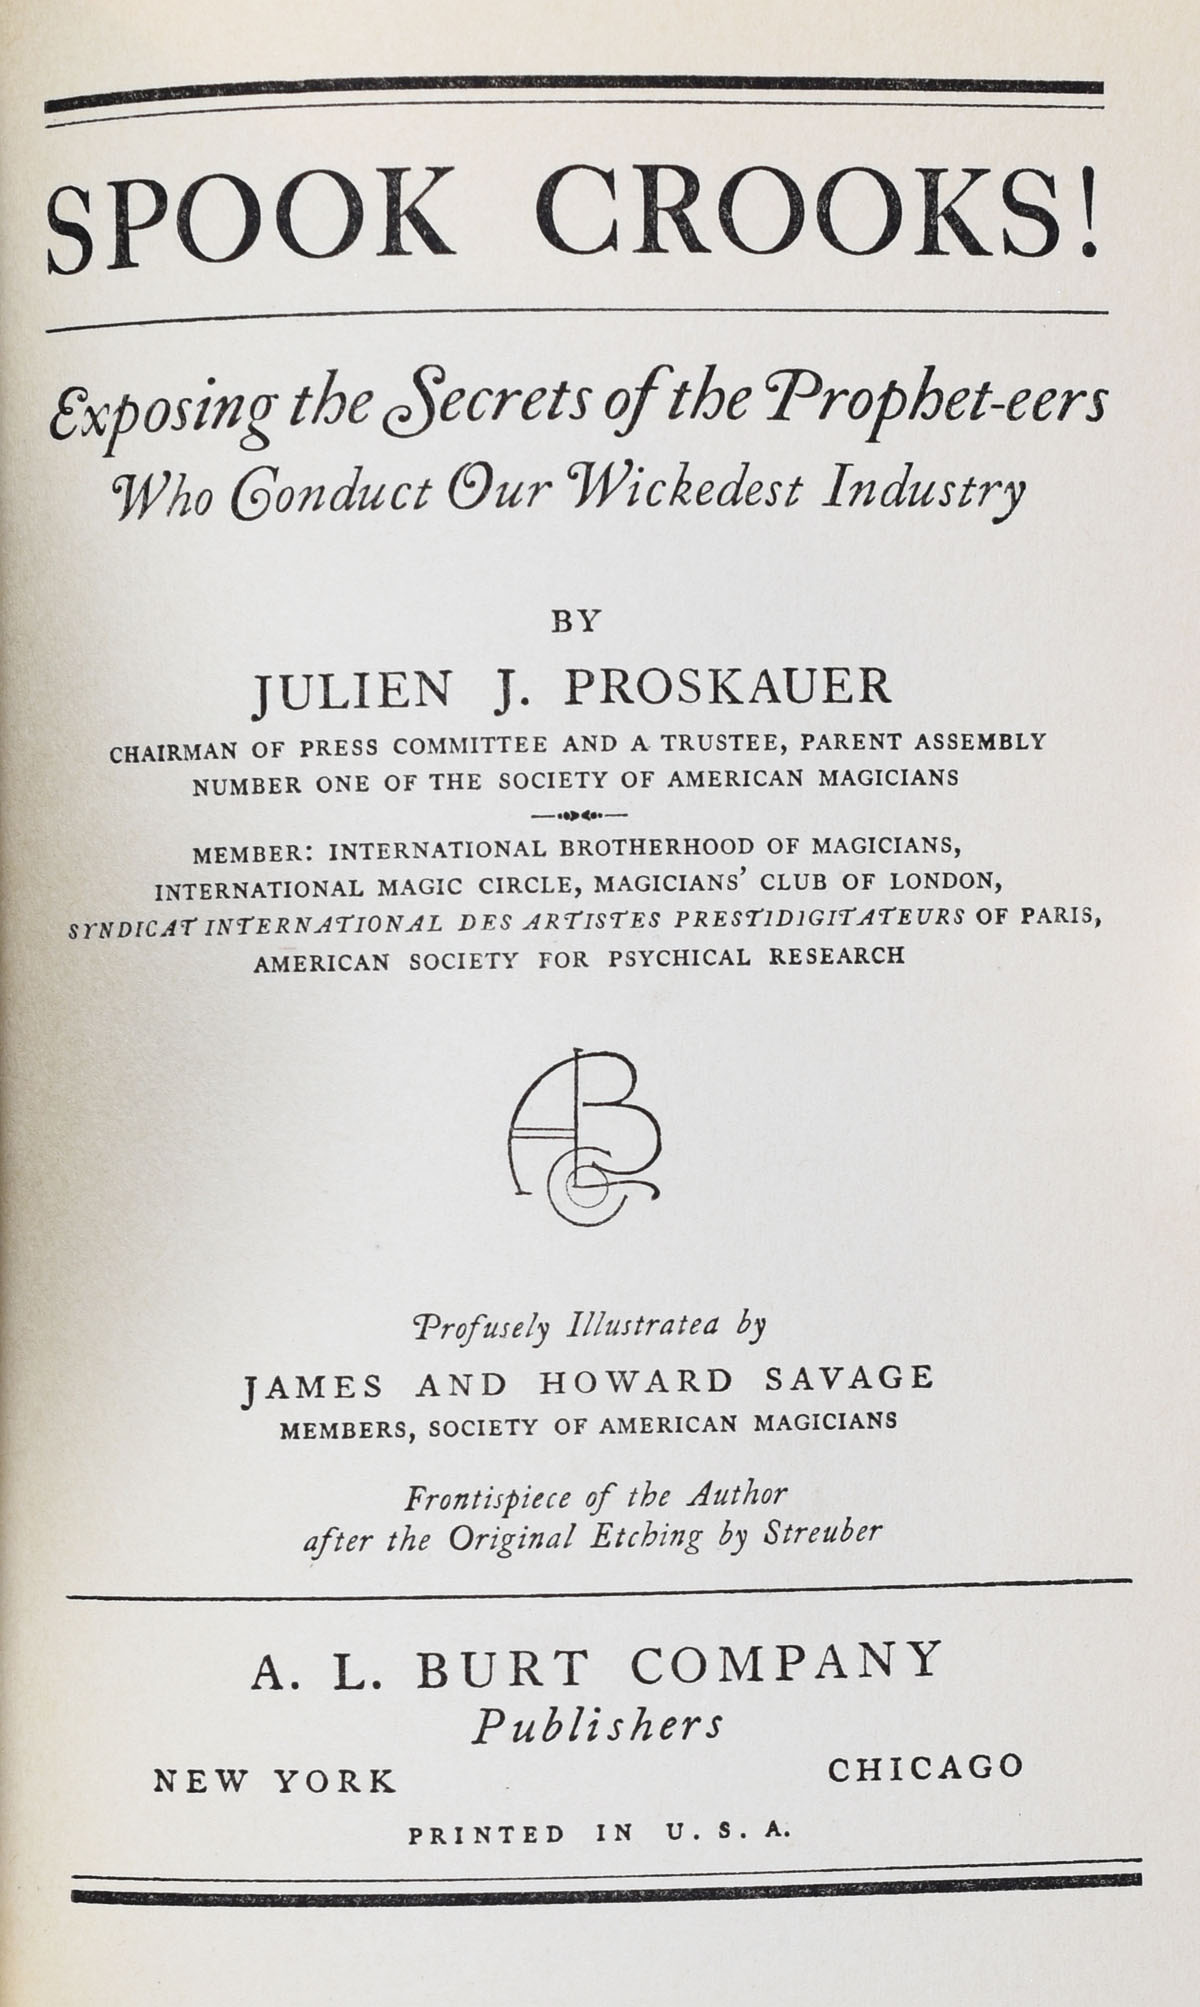 SPOOK CROOKS!
Exposing the Secrets of the Prophet-eers
Who Conduct Our Wickedest Industry
BY
JULIEN J. PROSKAUER
CHAIRMAN OF PRESS COMMITTEE AND A TRUSTEE, PARENT ASSEMBLY
NUMBER ONE OF THE SOCIETY OF AMERICAN MAGICIANS
MEMBER: INTERNATIONAL BROTHERHOOD OF MAGICIANS,
INTERNATIONAL MAGIC CIRCLE, MAGICIANS' CLUB OF LONDON,
SYNDICAT INTERNATIONAL DES ARTISTES PRESTIDIGITATEURS OF PARIS,
AMERICAN SOCIETY FOR PSYCHICAL RESEARCH
ABC
Profusely Illustratea by
JAMES AND HOWARD SAVAGE
MEMBERS, SOCIETY OF AMERICAN MAGICIANS
Frontispiece of the Author
after the Original Etching by Streuber
A. L. BURT COMPANY
Publishers
NEW YORK CHICAGO
PRINTED IN U. S. A.